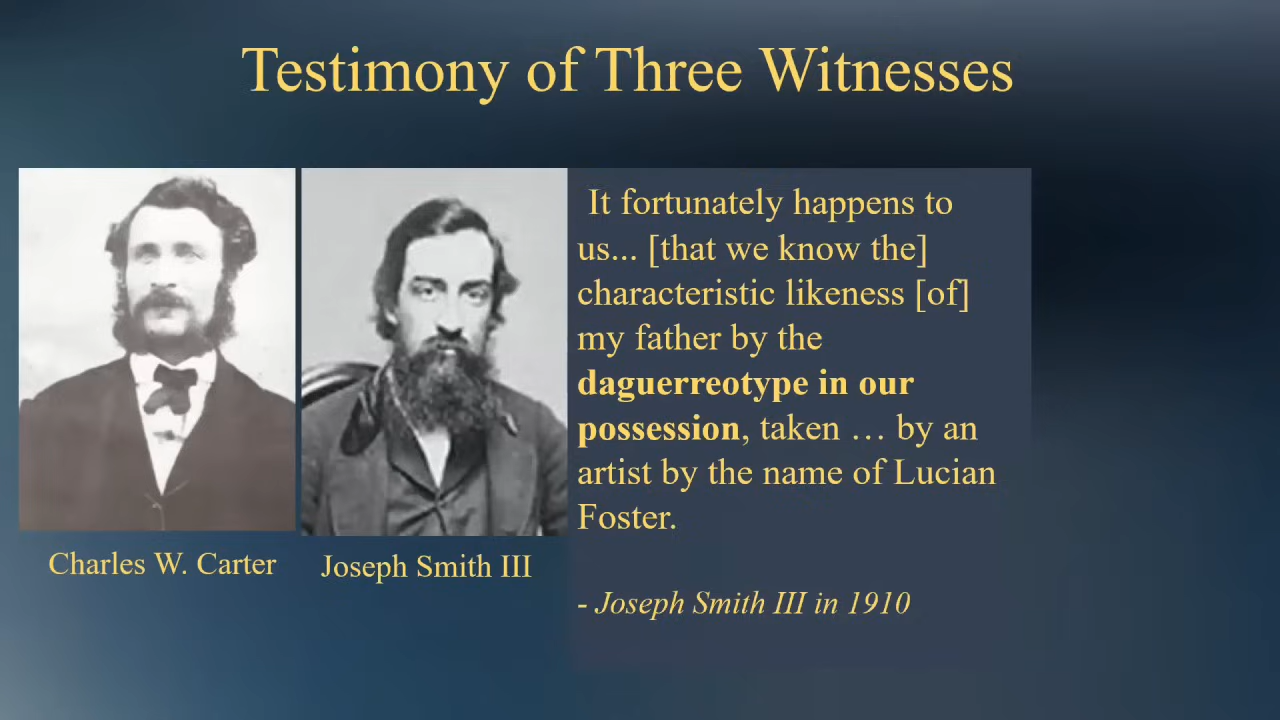 Testimony of Three Witnesses
It fortunately happens to
us... [that we know the]
characteristic likeness [of]
my father by the
daguerreotype in our
possession, taken … by an
artist by the name of Lucian
Foster.
- Joseph Smith III in 1910
Charles W. Carter
Joseph Smith III